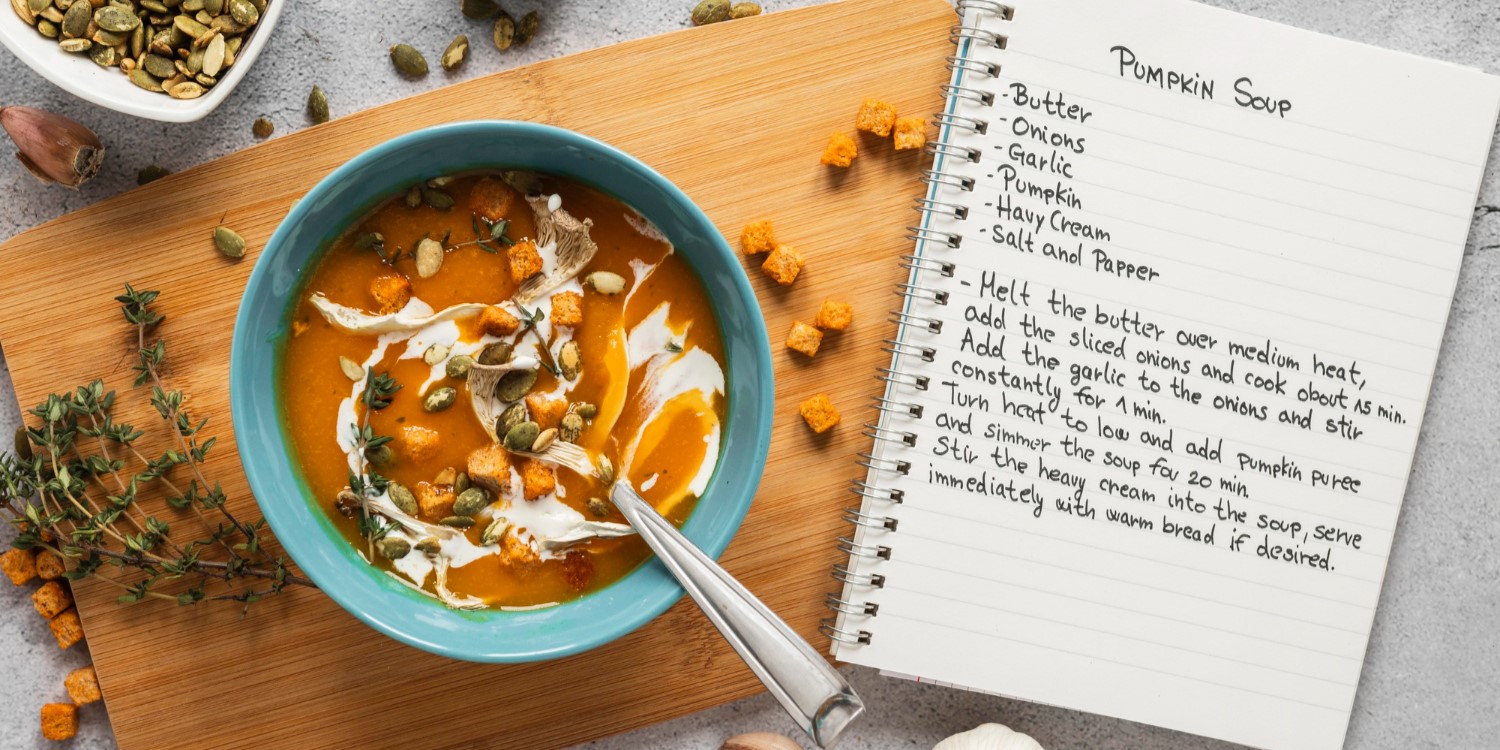 Pumpkin Soup
- Butter
- Onions
- Garlic
- Pumpkin
- Havy Cream
- Salt and Papper
- Melt the butter over medium heat,
add the sliced onions and cook about 15 min.
Add the garlic to the onions and stir
constantly for 1 min.
Turn heat to low and add pumpkin puree
and simmer the soup for 20 min.
Stir the heavy cream into the soup, serve
immediately with warm bread if desired.